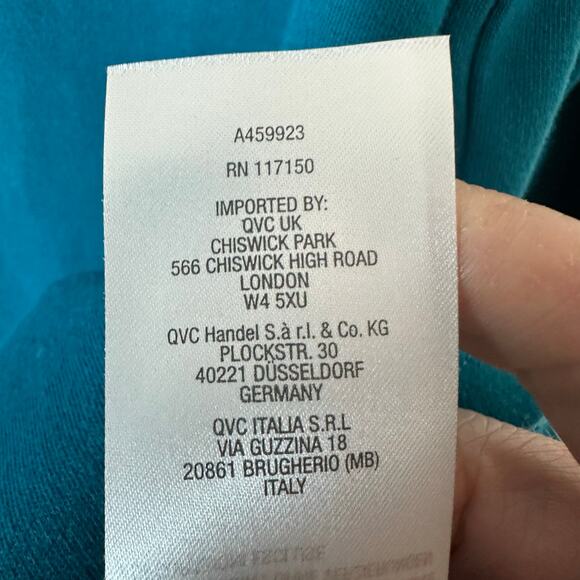 A459923
RN 117150
IMPORTED BY:
QVC UK
CHISWICK PARK
566 CHISWICK HIGH ROAD
LONDON
W4 5XU
QVC Handel S.à r.l. & Co. KG
PLOCKSTR. 30
40221 DÜSSELDORF
GERMANY
QVC ITALIA S.R.L
VIA GUZZINA 18
20861 BRUGHERIO (MB)
ITALY